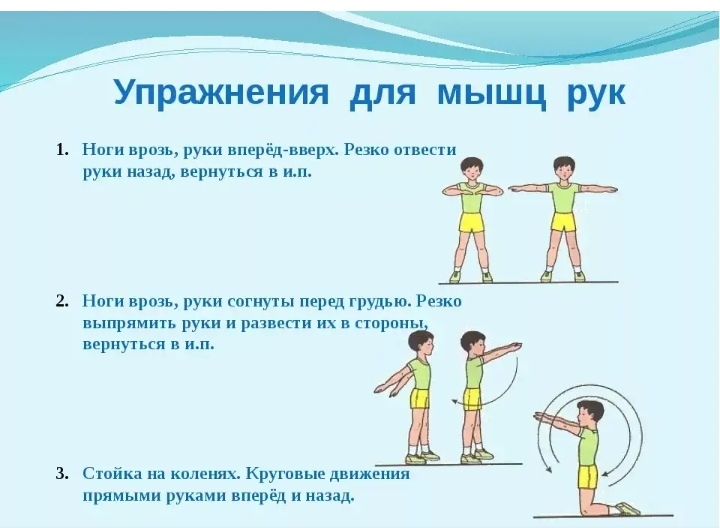 Упражнения для мышц рук
1. Ноги врозь, руки вперёд-вверх. Резко отвести
руки назад, вернуться в и.п.
2. Ноги врозь, руки согнуты перед грудью. Резко
выпрямить руки и развести их в стороны,
вернуться в и.п.
3. Стойка на коленях. Круговые движения
прямыми руками вперёд и назад.